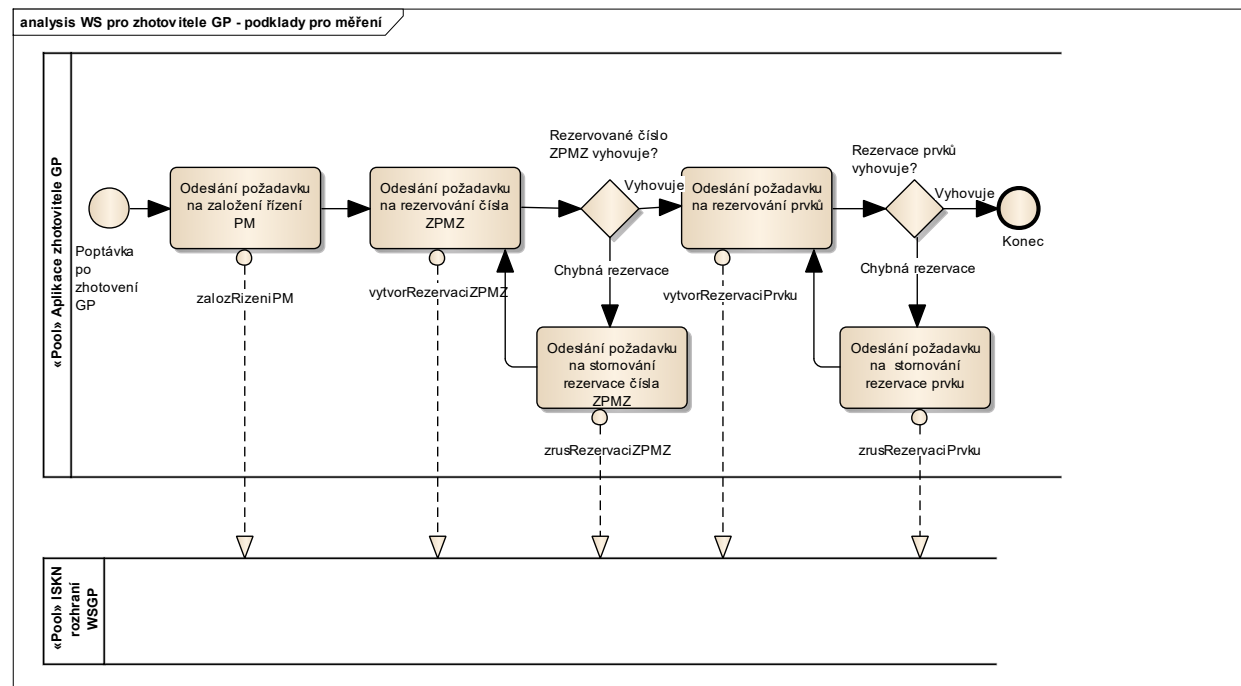 analysis WS pro zhotovitele GP - podklady pro měření
«Pool» Aplikace zhotovitele GP
Poptávka
po
zhotovení
GP
Odeslání požadavku
na založení řízení
PM
zalozRizeniPM
Odeslání požadavku
na rezervování čísla
ZPMZ
vytvorRezervaciZPMZ
Rezervované číslo
ZPMZ vyhovuje?
Vyhovuje
Chybná rezervace
Odeslání požadavku
na stornování
rezervace čísla
ZPMZ
zrusRezervaciZPMZ
Odeslání požadavku
na rezervování prvků
vytvorRezervaciPrvku
Rezervace prvků
vyhovuje?
Vyhovuje
Chybná rezervace
Odeslání požadavku
na stornování
rezervace prvku
zrusRezervaciPrvku
Konec
«Pool» ISKN
rozhraní
WSGP